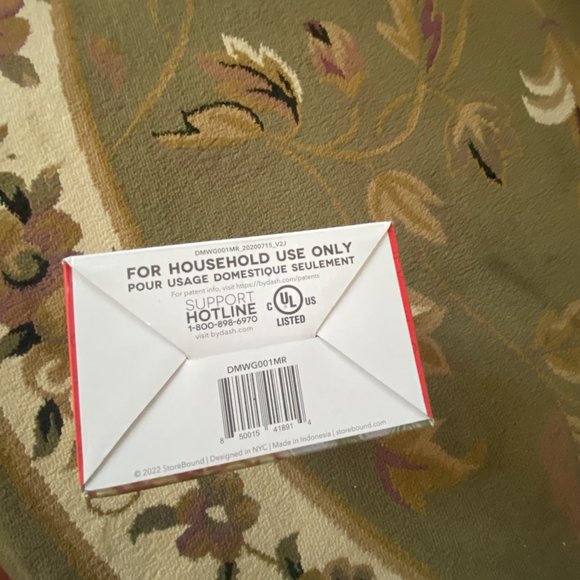 DMWG001MR_20200715_V2J
FOR HOUSEHOLD USE ONLY
POUR USAGE DOMESTIQUE SEULEMENT
For patent info, visit https://bydash.com/patents
SUPPORT
HOTLINE
1-800-898-6970
visit bydash.com
C UL US
LISTED
DMWG001MR
8 50015 41891 4
© 2022 StoreBound | Designed in NYC | Made in Indonesia | storebound.com